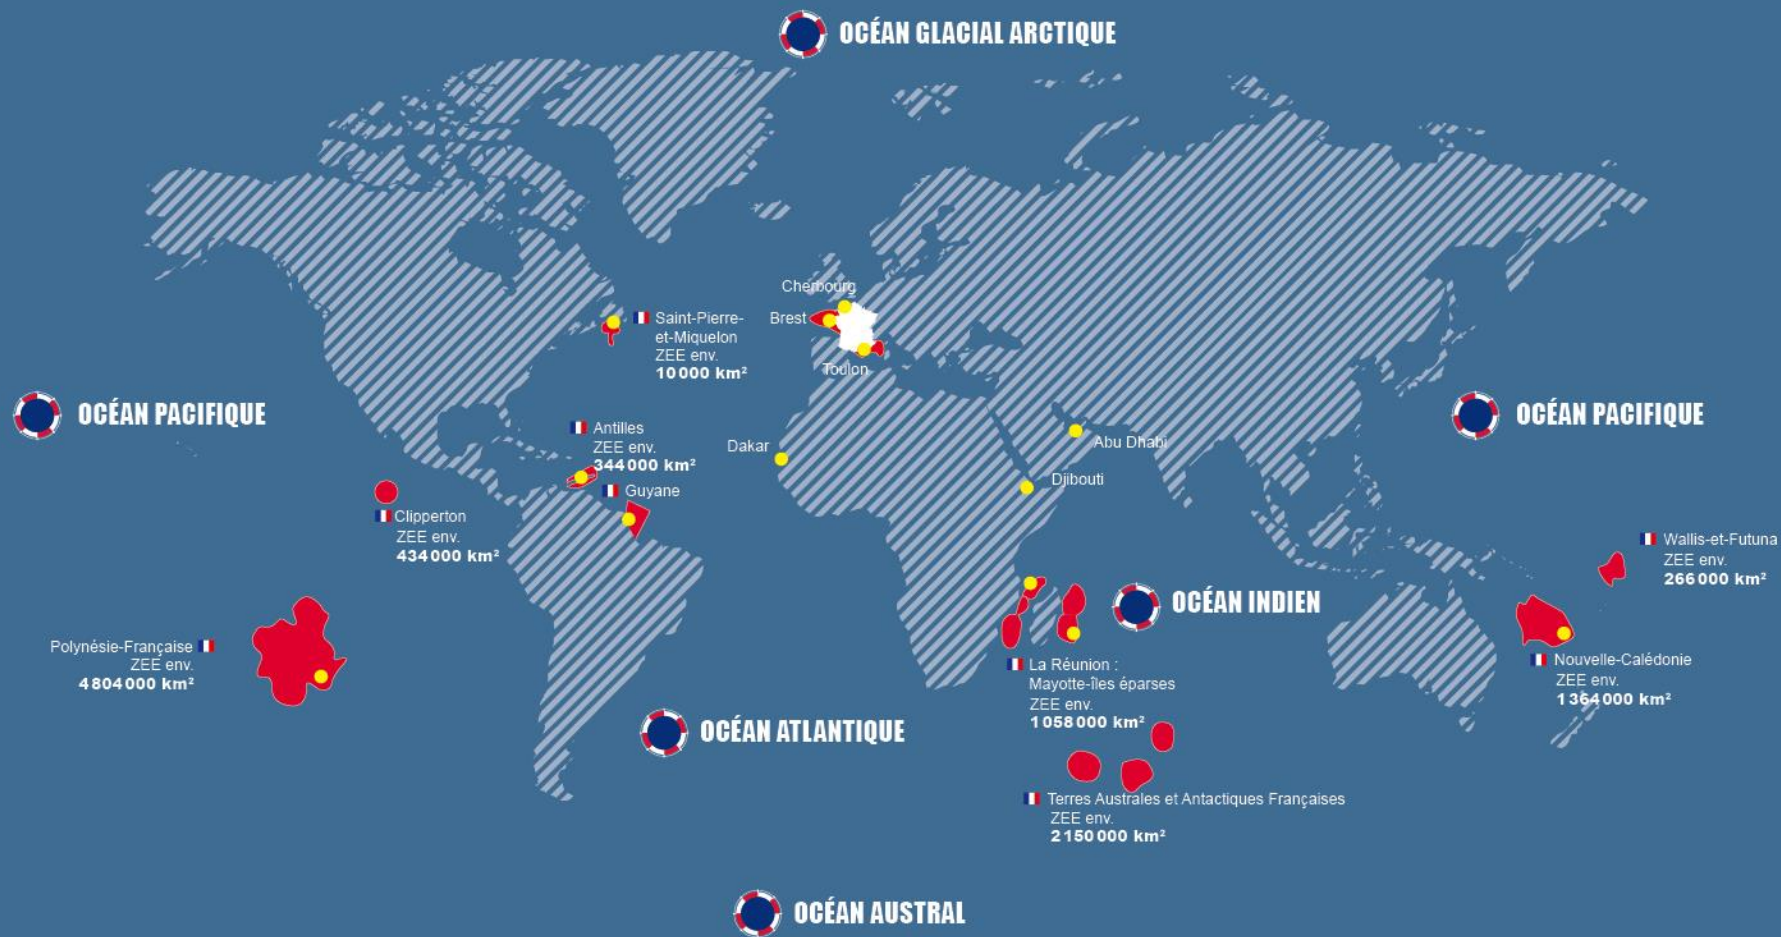 OCÉAN GLACIAL ARCTIQUE
Cherbourg
Brest
Toulon
Saint-Pierre-
et-Miquelon
ZEE env.
10 000 km²
OCÉAN PACIFIQUE
OCÉAN PACIFIQUE
Antilles
ZEE env.
344 000 km²
Guyane
Dakar
Abu Dhabi
Djibouti
Clipperton
ZEE env.
434 000 km²
Wallis-et-Futuna
ZEE env.
266 000 km²
OCÉAN INDIEN
Polynésie-Française
ZEE env.
4 804 000 km²
La Réunion :
Mayotte-îles éparses
ZEE env.
1 058 000 km²
Nouvelle-Calédonie
ZEE env.
1 364 000 km²
OCÉAN ATLANTIQUE
Terres Australes et Antactiques Françaises
ZEE env.
2 150 000 km²
OCÉAN AUSTRAL